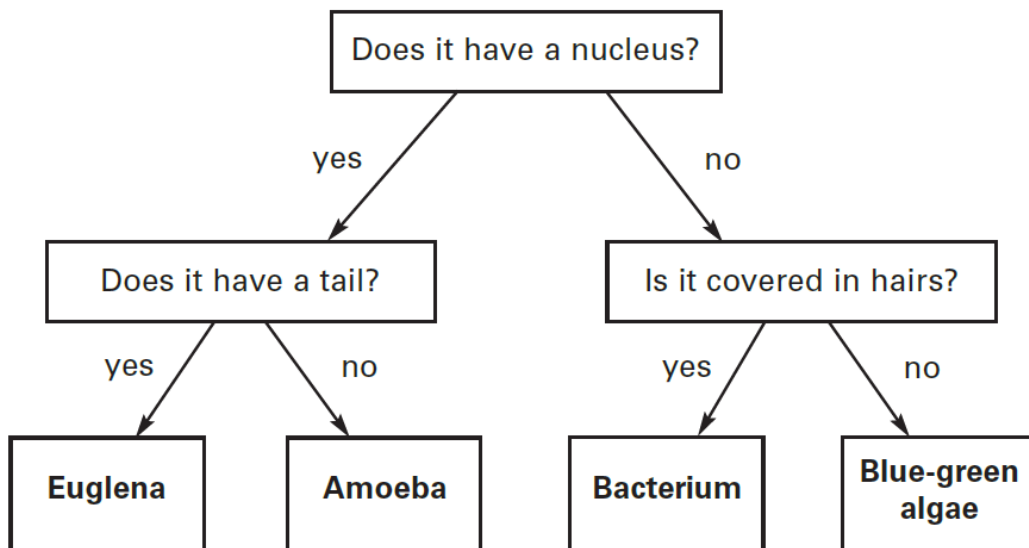 Does it have a nucleus?
yes
no
Does it have a tail?
Is it covered in hairs?
yes
no
yes
no
Euglena
Amoeba
Bacterium
Blue-green
algae